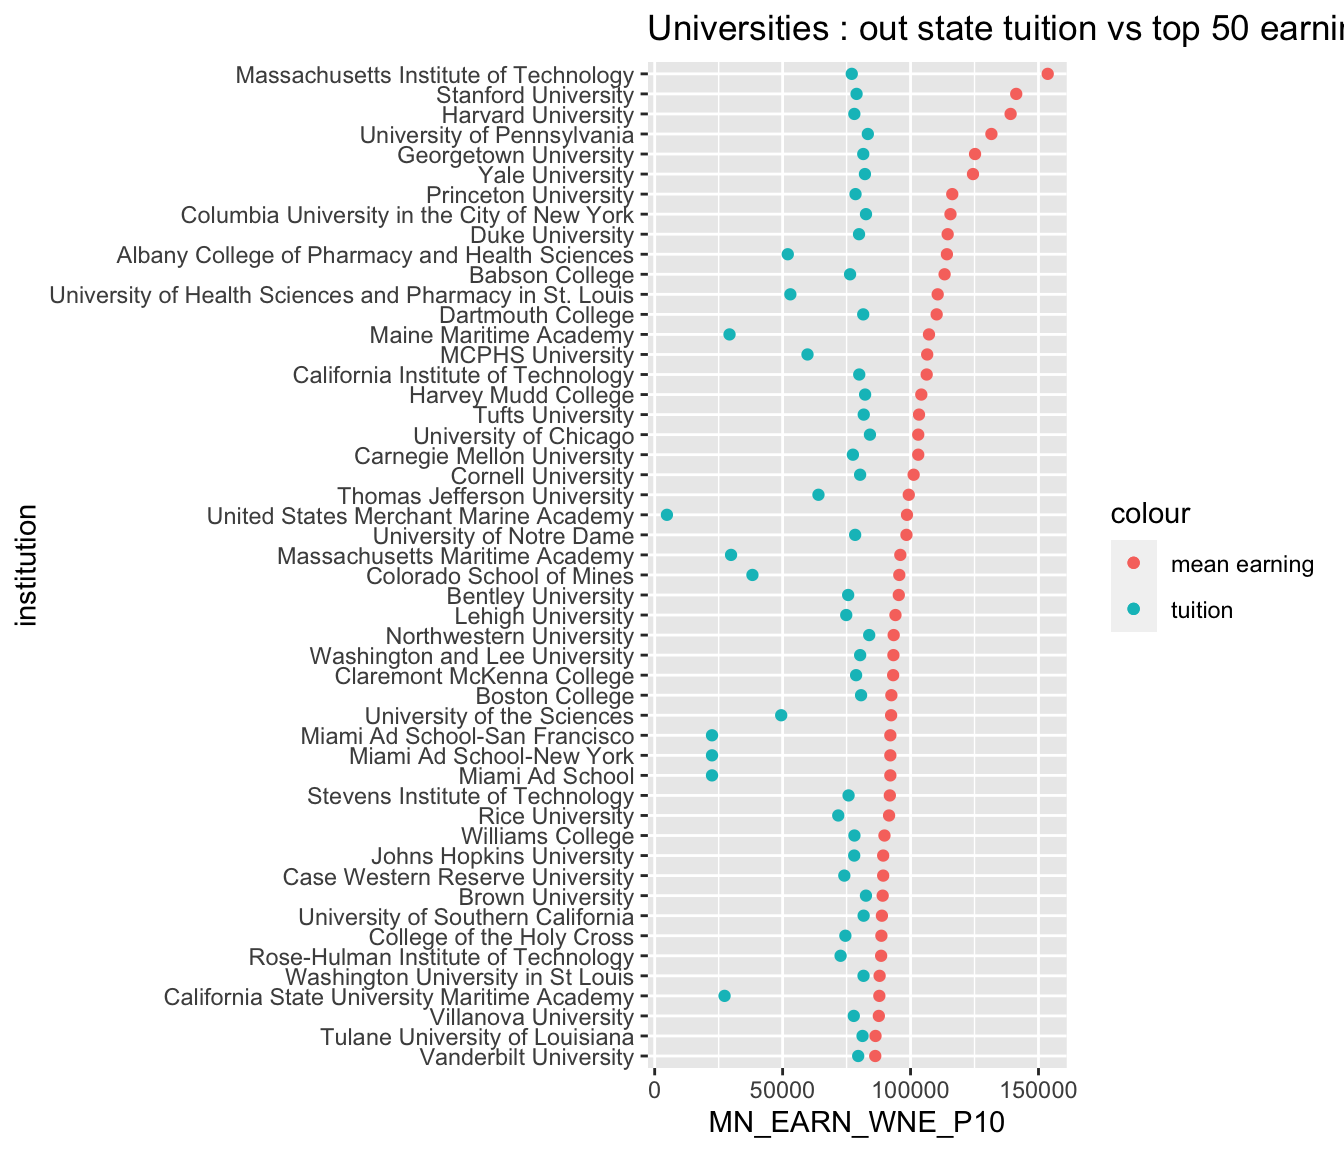 Universities : out state tuition vs top 50 earnin
Massachusetts Institute of Technology
Stanford University
Harvard University
University of Pennsylvania
Georgetown University
Yale University
Princeton University
Columbia University in the City of New York
Duke University
Albany College of Pharmacy and Health Sciences
Babson College
University of Health Sciences and Pharmacy in St. Louis
Dartmouth College
Maine Maritime Academy
MCPHS University
California Institute of Technology
Harvey Mudd College
Tufts University
University of Chicago
Carnegie Mellon University
Cornell University
Thomas Jefferson University
United States Merchant Marine Academy
University of Notre Dame
Massachusetts Maritime Academy
Colorado School of Mines
Bentley University
Lehigh University
Northwestern University
Washington and Lee University
Claremont McKenna College
Boston College
University of the Sciences
Miami Ad School-San Francisco
Miami Ad School-New York
Miami Ad School
Stevens Institute of Technology
Rice University
Williams College
Johns Hopkins University
Case Western Reserve University
Brown University
University of Southern California
College of the Holy Cross
Rose-Hulman Institute of Technology
Washington University in St Louis
California State University Maritime Academy
Villanova University
Tulane University of Louisiana
Vanderbilt University
institution
0 50000 100000 150000
MN_EARN_WNE_P10
colour
mean earning
tuition